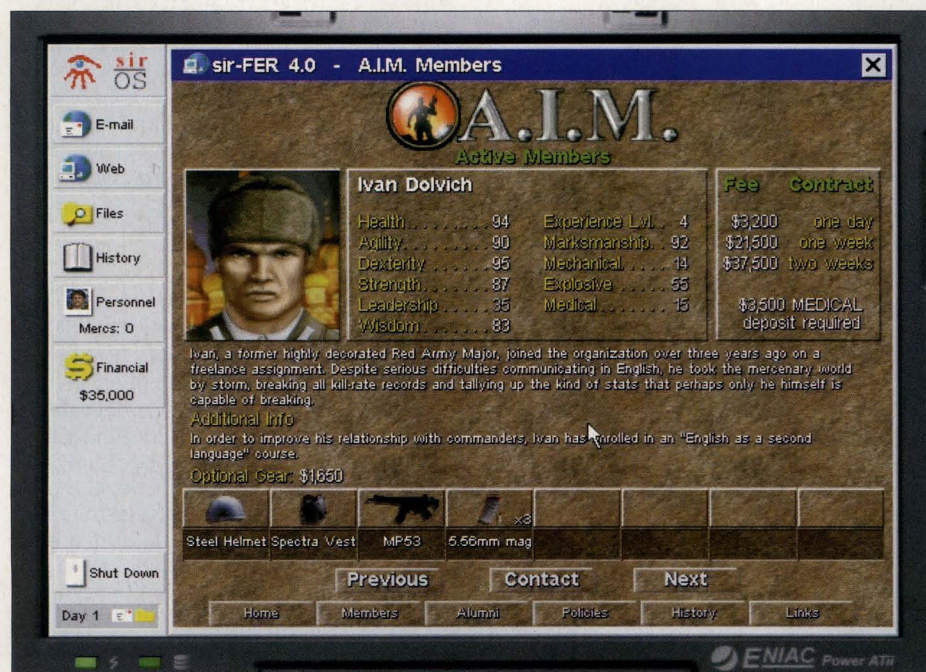 sir
OS
E-mail
Web
Files
History
Personnel
Mercs: 0
Financial
$35,000
Shut Down
Day 1
sir-FER 4.0 - A.I.M. Members
A.I.M.
Active Members
Ivan Dolvich
Health . . . . . . . . 94 Experience Lvl. . 4
Agility. . . . . . . . . 90 Marksmanship. . 92
Dexterity . . . . . . 95 Mechanical. . . . . 14
Strength. . . . . . . 87 Explosive . . . . . 55
Leadership . . . . 35 Medical. . . . . . . 15
Wisdom . . . . . . . 83
Fee Contract
$3,200 one day
$21,500 one week
$37,500 two weeks
$3,500 MEDICAL
deposit required
Ivan, a former highly decorated Red Army Major, joined the organization over three years ago on a
freelance assignment. Despite serious difficulties communicating in English, he took the mercenary world
by storm, breaking all kill-rate records and tallying up the kind of stats that perhaps only he himself is
capable of breaking.
Additional Info
In order to improve his relationship with commanders, Ivan has enrolled in an "English as a second
language" course.
Optional Gear: $1,650
x3
Steel Helmet Spectra Vest MP53 5.56mm mag
Previous Contact Next
Home Members Alumni Policies History Links
ENIAC Power ATii